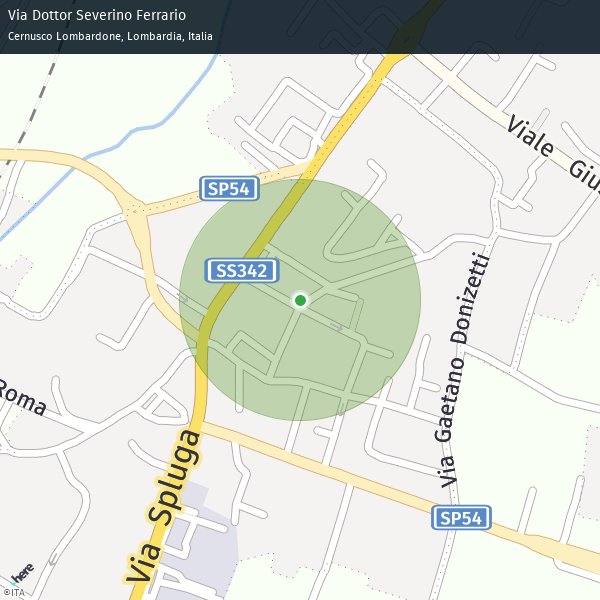 Via Dottor Severino Ferrario
Cernusco Lombardone, Lombardia, Italia
Viale Giu
SP54
SS342
Via Gaetano Donizetti
Roma
Via Spluga
SP54
here
©ITA